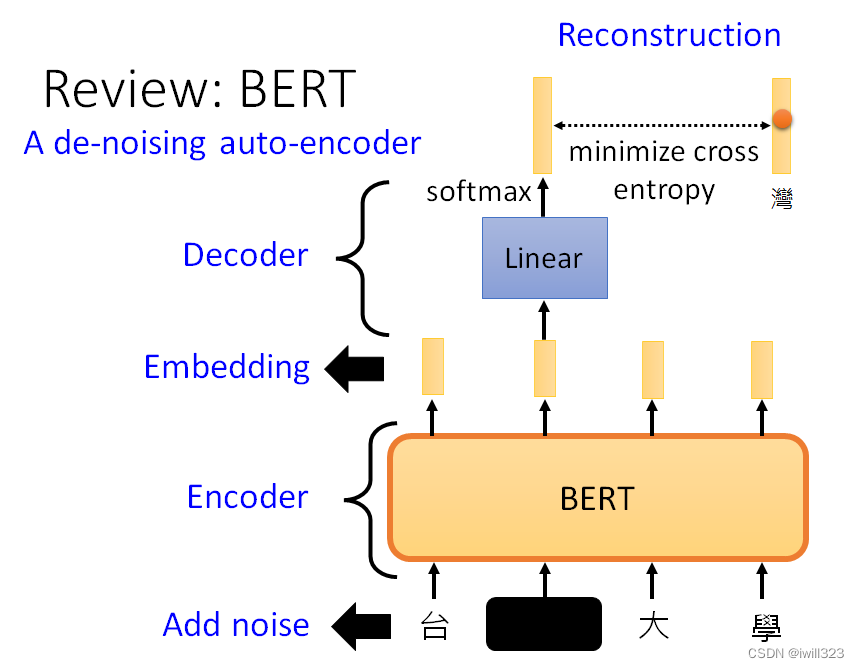 Reconstruction
Review: BERT
A de-noising auto-encoder
minimize cross
entropy
softmax
灣
Decoder
Linear
Embedding
Encoder
BERT
Add noise
台 大 學
CSDN @iwill323